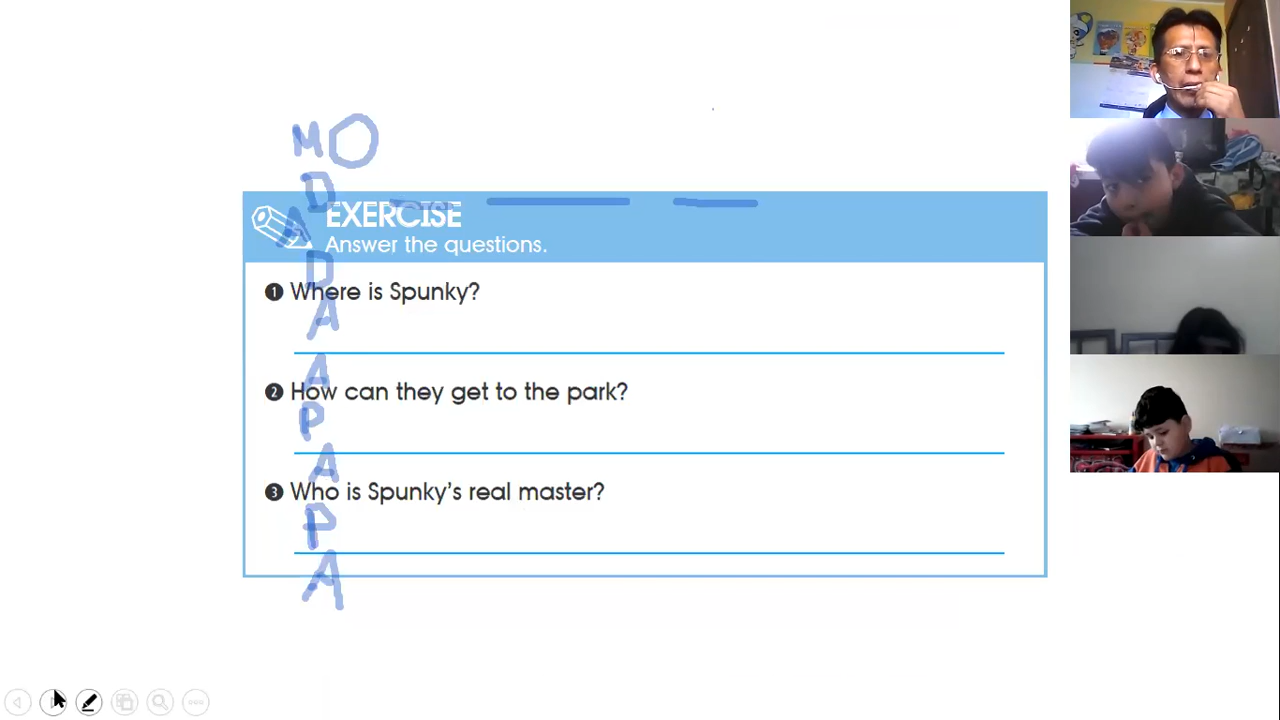 MO
D
A
D
A
A
P
A
P
A
EXERCISE
Answer the questions.
1 Where is Spunky?
2 How can they get to the park?
3 Who is Spunky's real master?